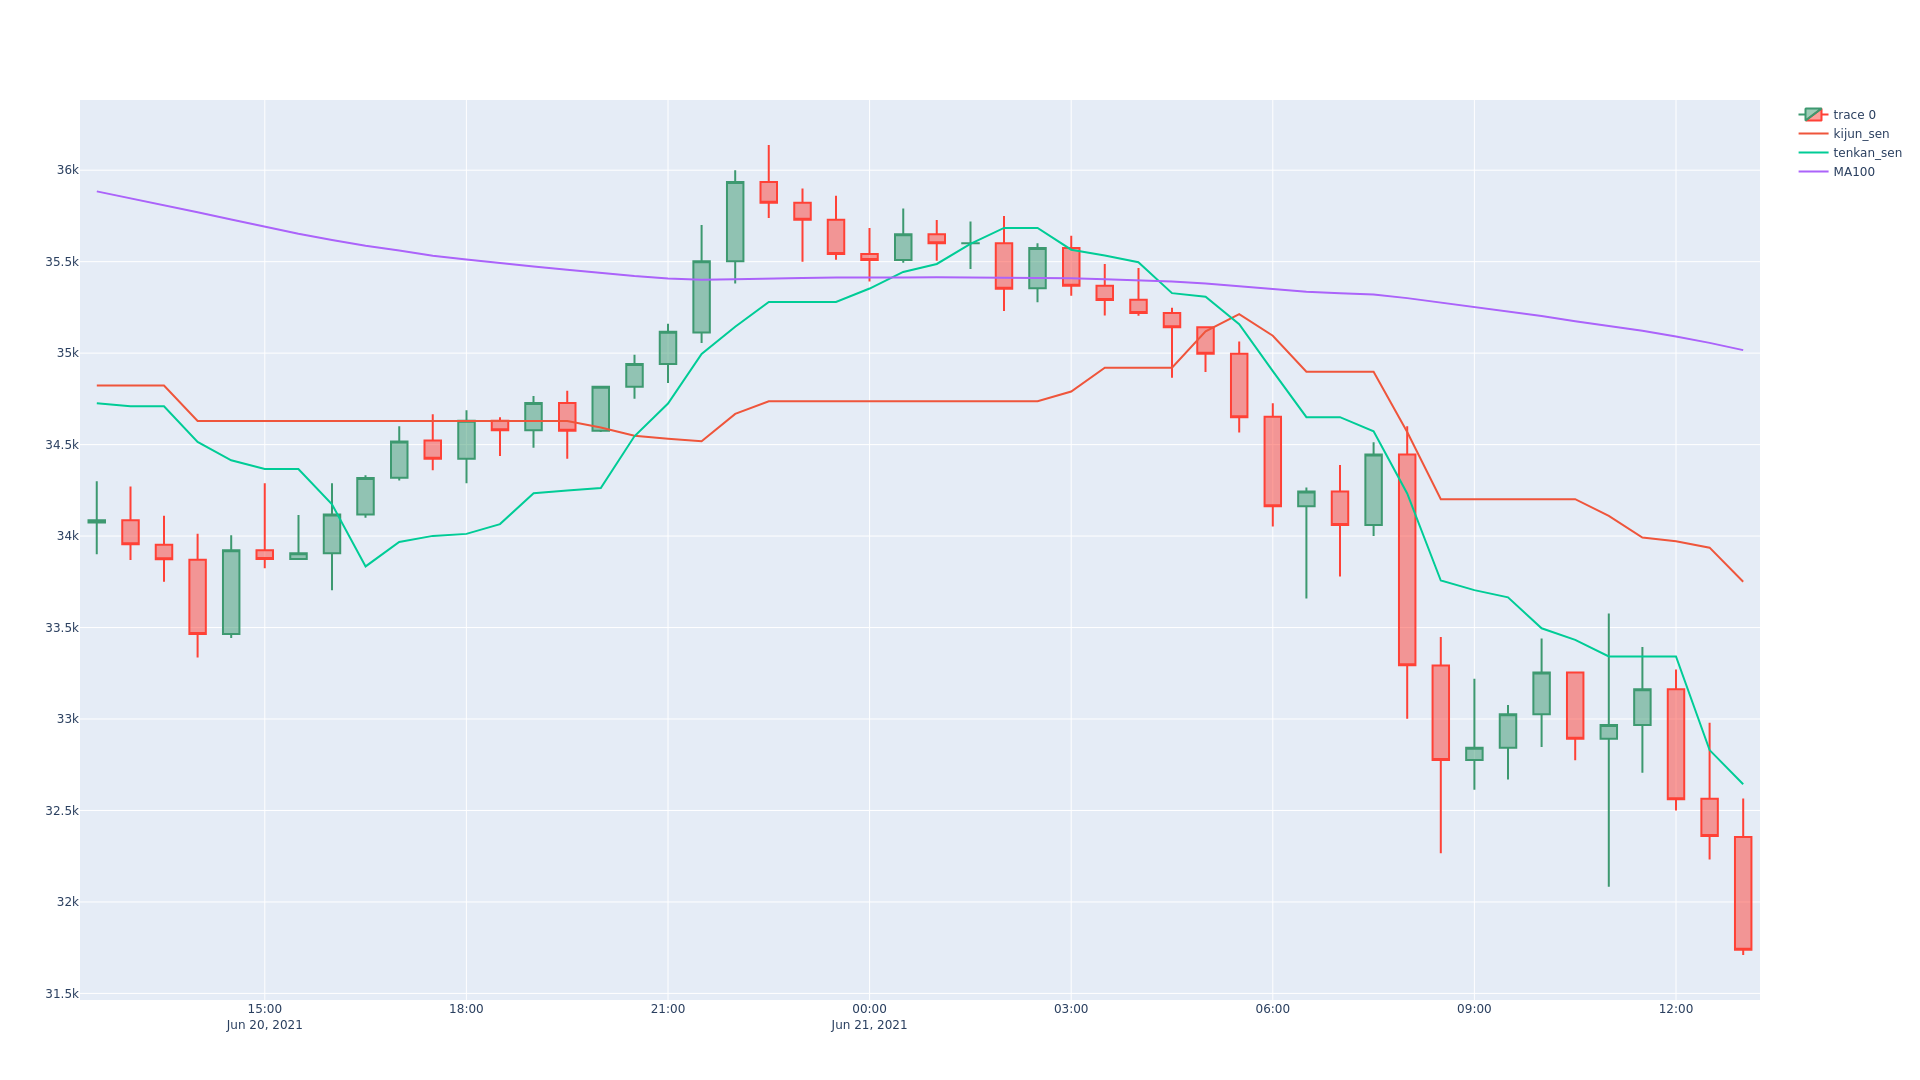 trace 0
kijun_sen
tenkan_sen
MA100
36k
35.5k
35k
34.5k
34k
33.5k
33k
32.5k
32k
31.5k
15:00 18:00 21:00 00:00 03:00 06:00 09:00 12:00
Jun 20, 2021 Jun 21, 2021